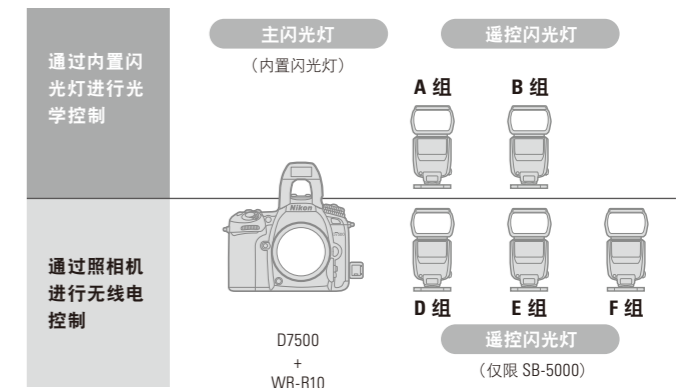 主闪光灯
遥控闪光灯
通过内置闪
光灯进行光
学控制
（内置闪光灯）
A 组
B 组
Nikon
通过照相机
进行无线电
控制
D 组
E 组
F 组
D7500
+
WR-R10
遥控闪光灯
（仅限 SB-5000）